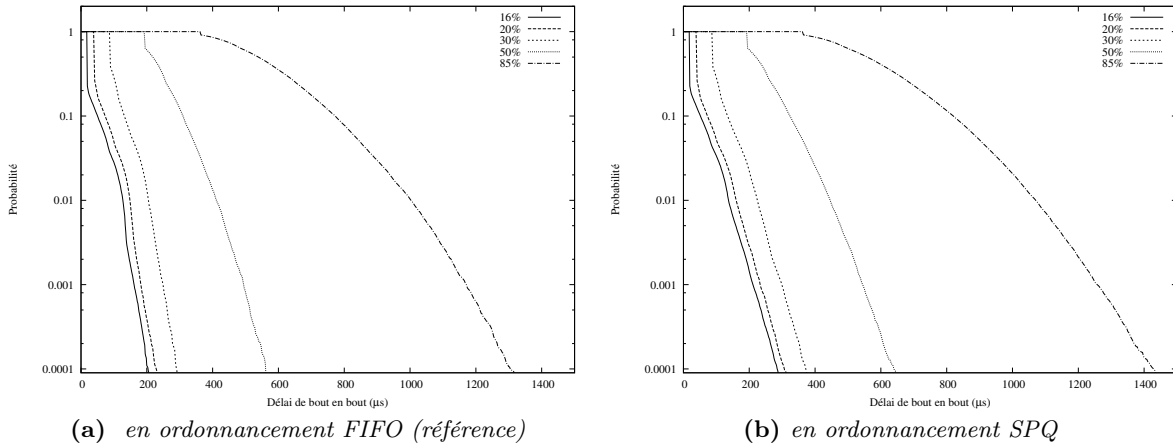 1
0.1
0.01
0.001
0.0001
Probabilité
0 200 400 600 800 1000 1200 1400
Délai de bout en bout (µs)
16%
20%
30%
50%
85%
(a) en ordonnancement FIFO (référence)
1
0.1
0.01
0.001
0.0001
Probabilité
0 200 400 600 800 1000 1200 1400
Délai de bout en bout (µs)
16%
20%
30%
50%
85%
(b) en ordonnancement SPQ